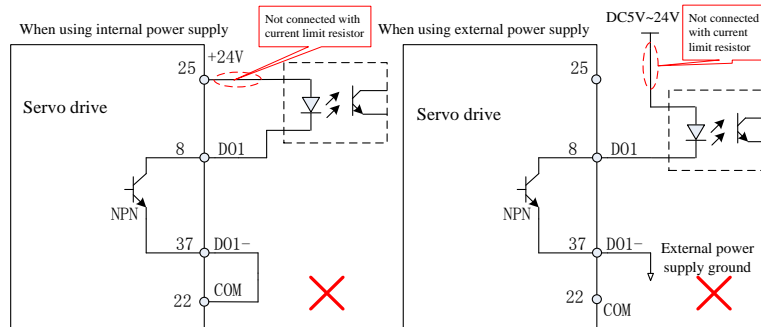 When using internal power supply
+24V
25
Not connected with
current limit resistor
Servo drive
8
DO1
NPN
37
DO1-
22
COM
When using external power supply
DC5V~24V
Not connected
with current
limit resistor
25
Servo drive
8
DO1
NPN
37
DO1-
External power
supply ground
22
COM